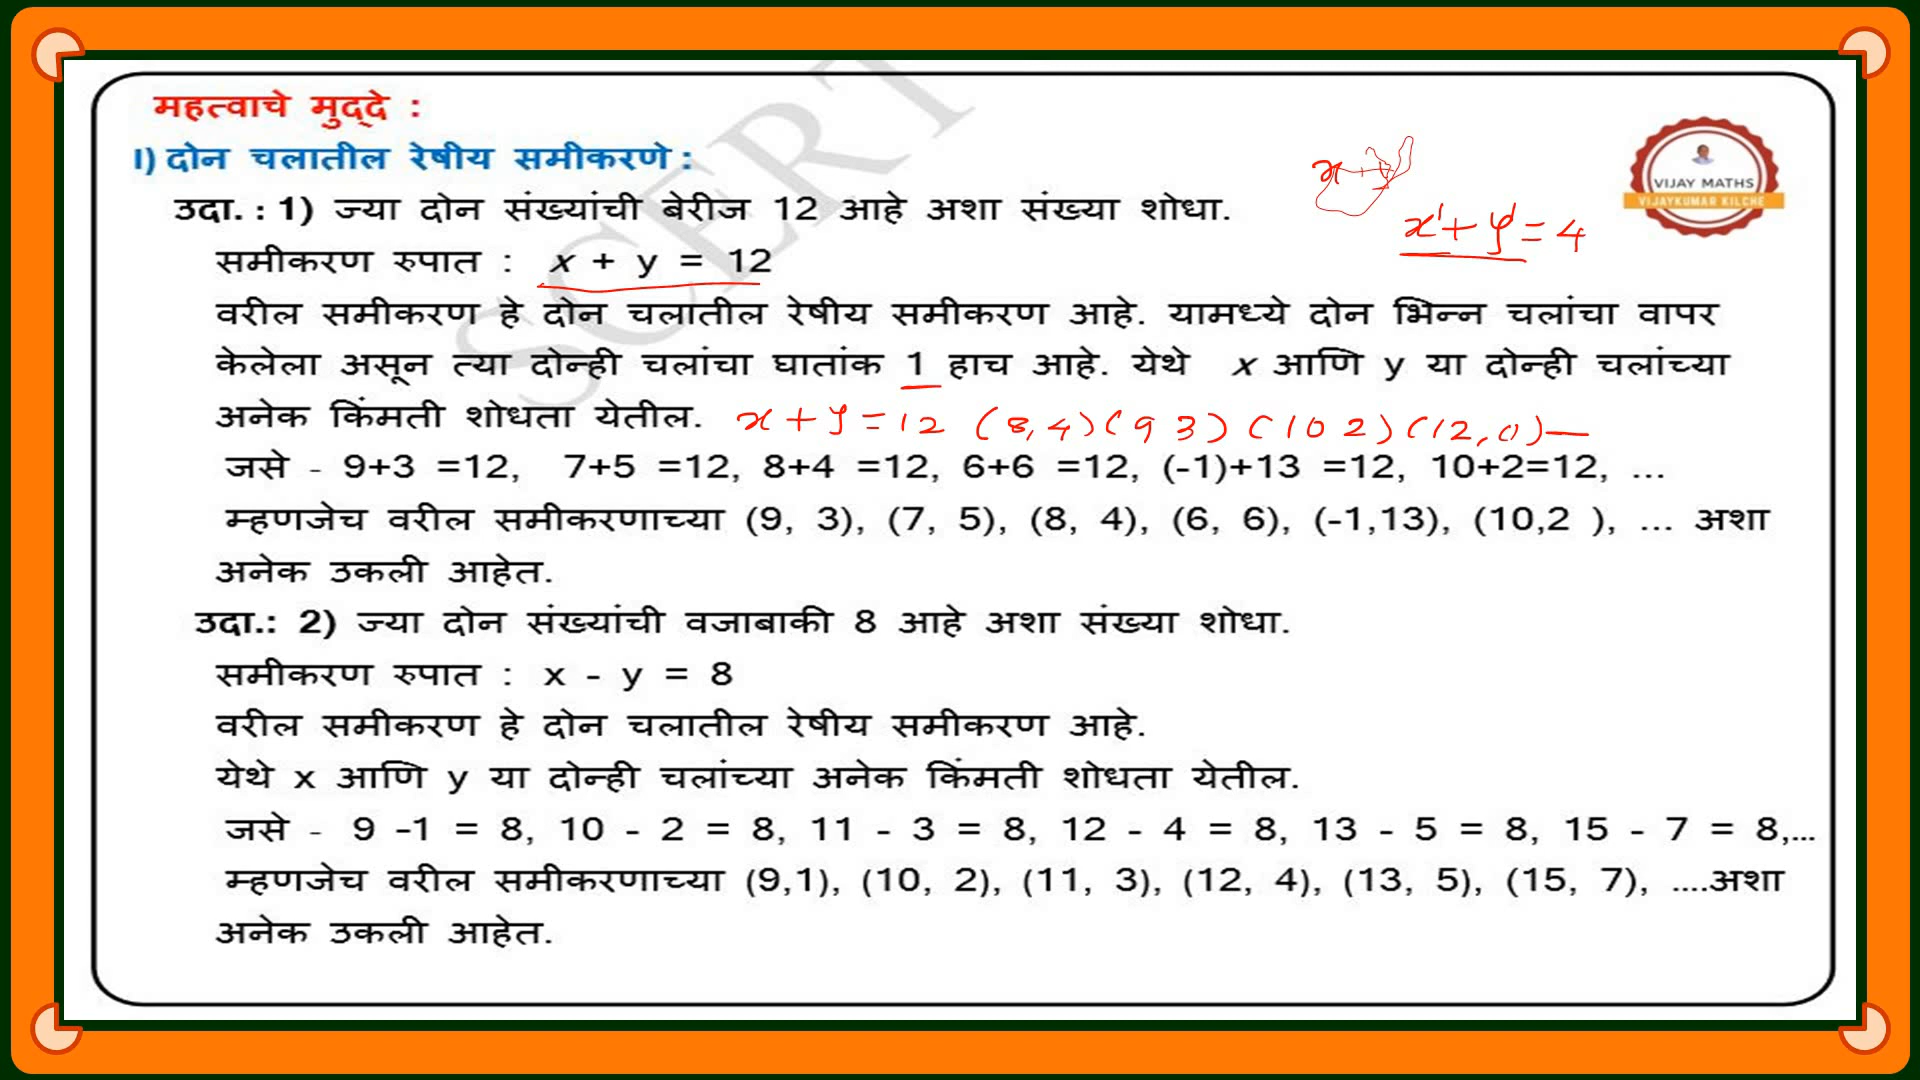 महत्वाचे मुद्दे :
I) दोन चलातील रेषीय समीकरणे :
उदा. : 1) ज्या दोन संख्यांची बेरीज 12 आहे अशा संख्या शोधा.
x + y = 4
VIJAY MATHS
VIJAYKUMAR KILCHE
समीकरण रुपात : x + y = 12
वरील समीकरण हे दोन चलातील रेषीय समीकरण आहे. यामध्ये दोन भिन्न चलांचा वापर
केलेला असून त्या दोन्ही चलांचा घातांक 1 हाच आहे. येथे x आणि y या दोन्ही चलांच्या
अनेक किंमती शोधता येतील. x + y = 12 (8,4) (9 3) (10 2) (12,0) —
जसे - 9+3 =12, 7+5 =12, 8+4 =12, 6+6 =12, (-1)+13 =12, 10+2=12, ...
म्हणजेच वरील समीकरणाच्या (9, 3), (7, 5), (8, 4), (6, 6), (-1,13), (10,2 ), ... अशा
अनेक उकली आहेत.
उदा.: 2) ज्या दोन संख्यांची वजाबाकी 8 आहे अशा संख्या शोधा.
समीकरण रुपात : x - y = 8
वरील समीकरण हे दोन चलातील रेषीय समीकरण आहे.
येथे x आणि y या दोन्ही चलांच्या अनेक किंमती शोधता येतील.
जसे - 9 -1 = 8, 10 - 2 = 8, 11 - 3 = 8, 12 - 4 = 8, 13 - 5 = 8, 15 - 7 = 8,...
म्हणजेच वरील समीकरणाच्या (9,1), (10, 2), (11, 3), (12, 4), (13, 5), (15, 7), ....अशा
अनेक उकली आहेत.
SCERT